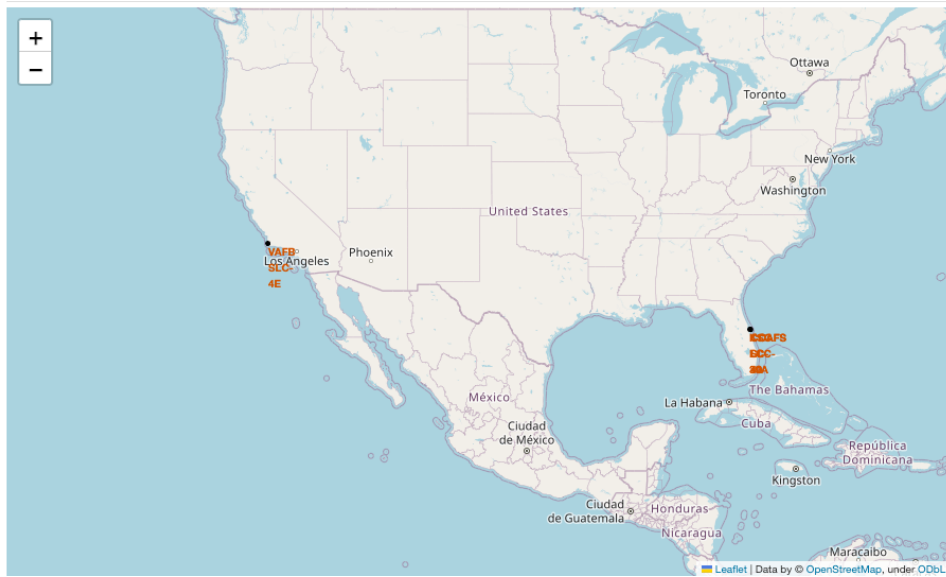 +
−
Ottawa
Toronto
New York
Washington
United States
VAFB
SLC-
4E
Los Angeles
Phoenix
The Bahamas
La Habana
Cuba
México
Ciudad
de México
República
Dominicana
Kingston
Ciudad
de Guatemala
Honduras
Nicaragua
Maracaibo
Leaflet | Data by © OpenStreetMap, under ODbL